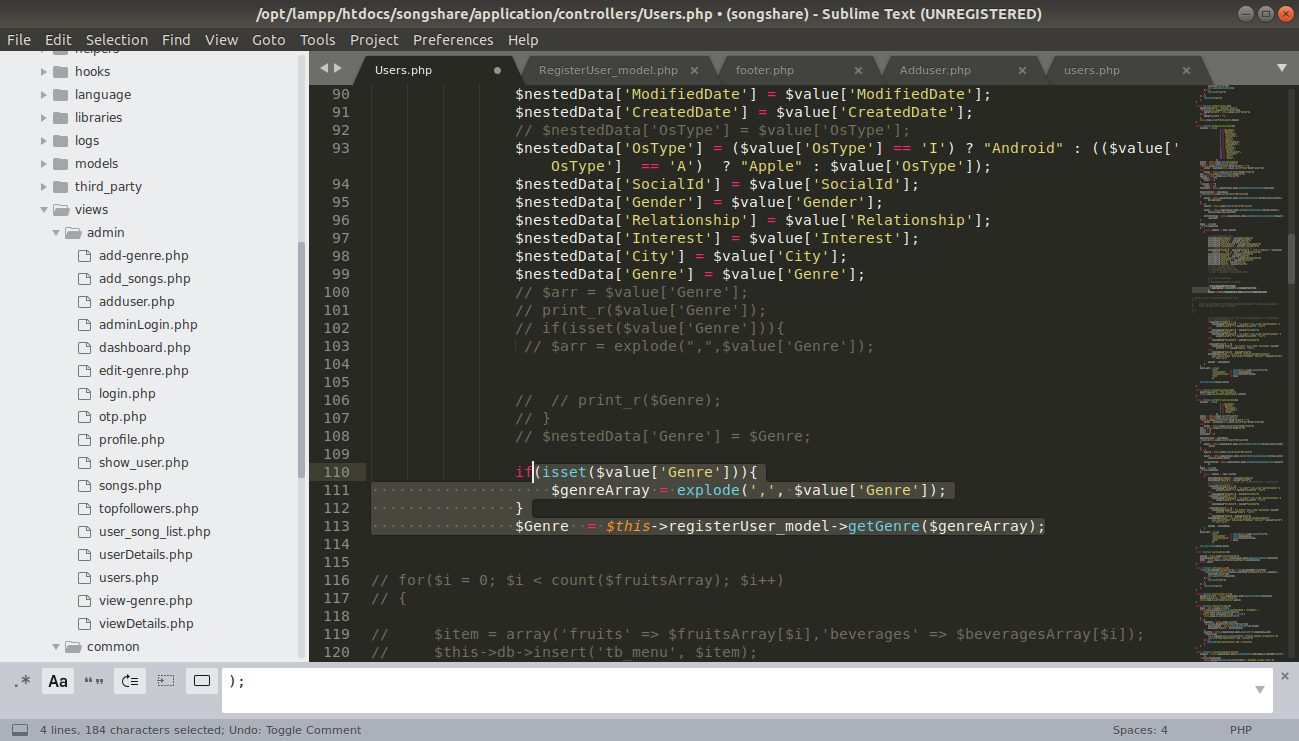 /opt/lampp/htdocs/songshare/application/controllers/Users.php • (songshare) - Sublime Text (UNREGISTERED)
File Edit Selection Find View Goto Tools Project Preferences Help
helpers
hooks
language
libraries
logs
models
third_party
views
admin
add-genre.php
add_songs.php
adduser.php
adminLogin.php
dashboard.php
edit-genre.php
login.php
otp.php
profile.php
show_user.php
songs.php
topfollowers.php
user_song_list.php
userDetails.php
users.php
view-genre.php
viewDetails.php
common
Users.php RegisterUser_model.php footer.php Adduser.php users.php
90 $nestedData['ModifiedDate'] = $value['ModifiedDate'];
91 $nestedData['CreatedDate'] = $value['CreatedDate'];
92 // $nestedData['OsType'] = $value['OsType'];
93 $nestedData['OsType'] = ($value['OsType'] == 'I') ? "Android" : (($value['
OsType']  == 'A')  ? "Apple" : $value['OsType']);
94 $nestedData['SocialId'] = $value['SocialId'];
95 $nestedData['Gender'] = $value['Gender'];
96 $nestedData['Relationship'] = $value['Relationship'];
97 $nestedData['Interest'] = $value['Interest'];
98 $nestedData['City'] = $value['City'];
99 $nestedData['Genre'] = $value['Genre'];
100 // $arr = $value['Genre'];
101 // print_r($value['Genre']);
102 // if(isset($value['Genre'])){
103 // $arr = explode(",",$value['Genre']);
104
105
106 //  // print_r($Genre);
107 // }
108 // $nestedData['Genre'] = $Genre;
109
110 if(isset($value['Genre'])){
111 $genreArray = explode(',', $value['Genre']);
112 }
113 $Genre  = $this->registerUser_model->getGenre($genreArray);
114
115
116 // for($i = 0; $i < count($fruitsArray); $i++)
117 // {
118
119 //     $item = array('fruits' => $fruitsArray[$i],'beverages' => $beveragesArray[$i]);
120 //     $this->db->insert('tb_menu', $item);
.* Aa “” );
4 lines, 184 characters selected; Undo: Toggle Comment Spaces: 4 PHP